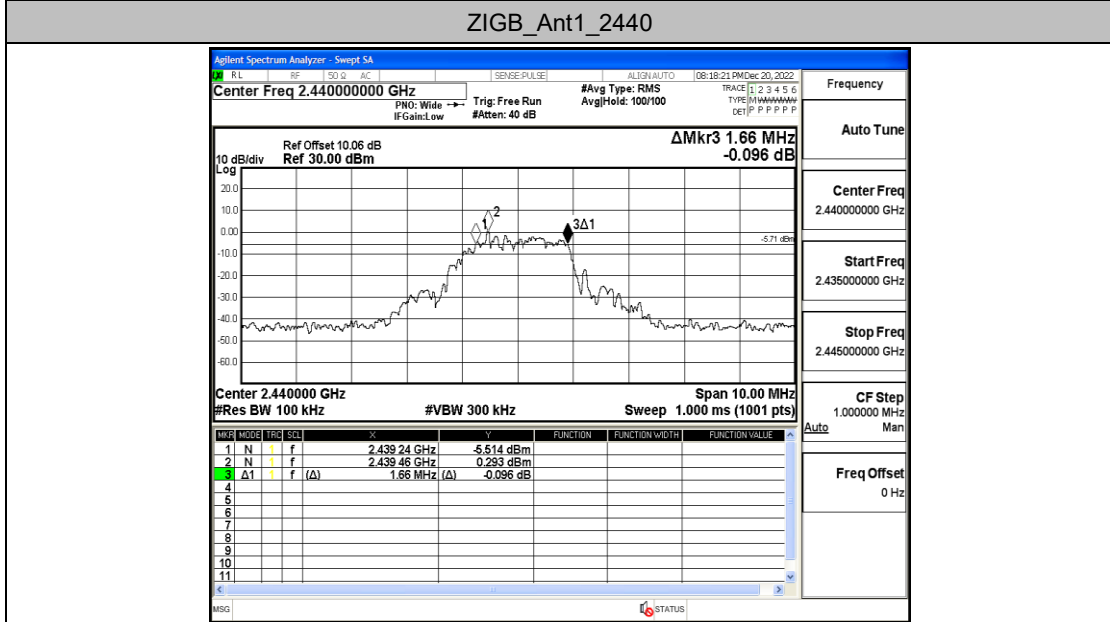 ZIGB_Ant1_2440
Agilent Spectrum Analyzer - Swept SA
RL RF 50 Ω AC SENSE:PULSE ALIGNAUTO 08:18:21 PM Dec 20, 2022
Center Freq 2.440000000 GHz #Avg Type: RMS TRACE 1 2 3 4 5 6
PNO: Wide Trig: Free Run Avg|Hold: 100/100 TYPE M
IFGain:Low #Atten: 40 dB DET P P P P P P
ΔMkr3 1.66 MHz
-0.096 dB
Ref Offset 10.06 dB
10 dB/div Ref 30.00 dBm
Log
20.0
10.0
0.00
-10.0
-20.0
-30.0
-40.0
-50.0
-60.0
1
2
3Δ1
-5.71 dBm
Center 2.440000 GHz Span 10.00 MHz
#Res BW 100 kHz #VBW 300 kHz Sweep 1.000 ms (1001 pts)
MKR MODE TRC SCL X Y FUNCTION FUNCTION WIDTH FUNCTION VALUE
1 N 1 f 2.439 24 GHz -5.514 dBm
2 N 1 f 2.439 46 GHz 0.293 dBm
3 Δ1 1 f (Δ) 1.66 MHz (Δ) -0.096 dB
4
5
6
7
8
9
10
11
MSG STATUS
Frequency
Auto Tune
Center Freq
2.440000000 GHz
Start Freq
2.435000000 GHz
Stop Freq
2.445000000 GHz
CF Step
1.000000 MHz
Auto Man
Freq Offset
0 Hz